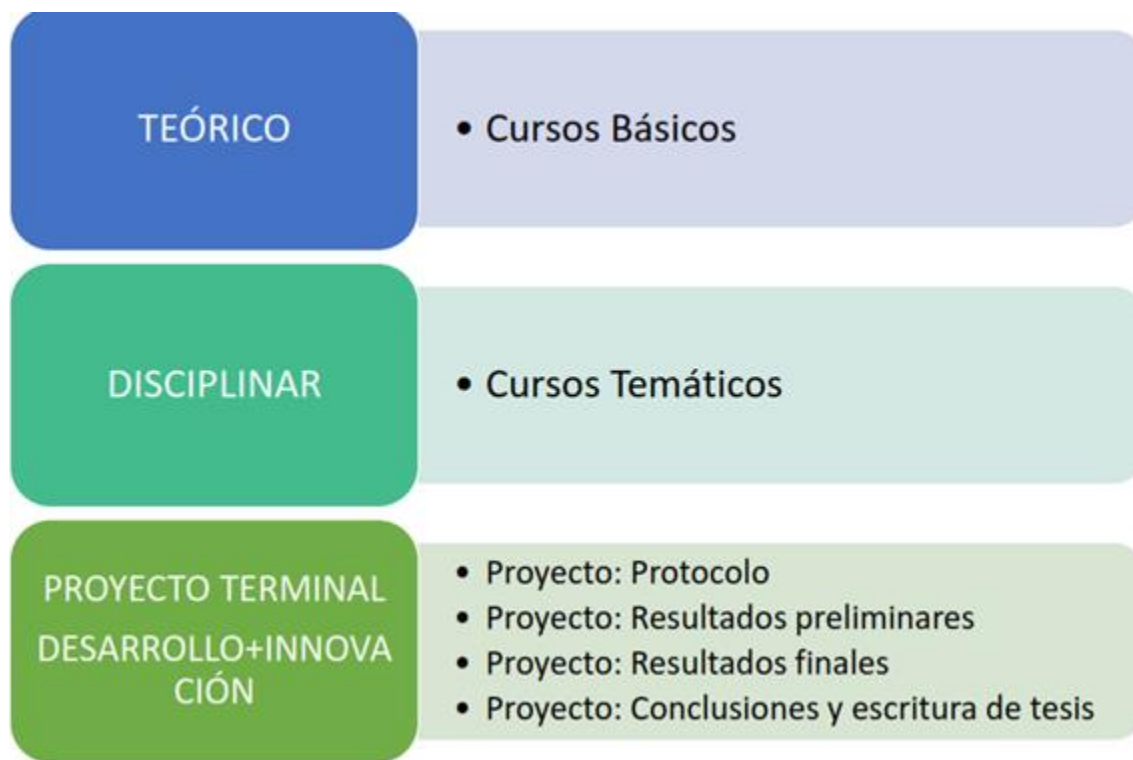 TEÓRICO
• Cursos Básicos
DISCIPLINAR
• Cursos Temáticos
PROYECTO TERMINAL
DESARROLLO+INNOVA
CIÓN
• Proyecto: Protocolo
• Proyecto: Resultados preliminares
• Proyecto: Resultados finales
• Proyecto: Conclusiones y escritura de tesis